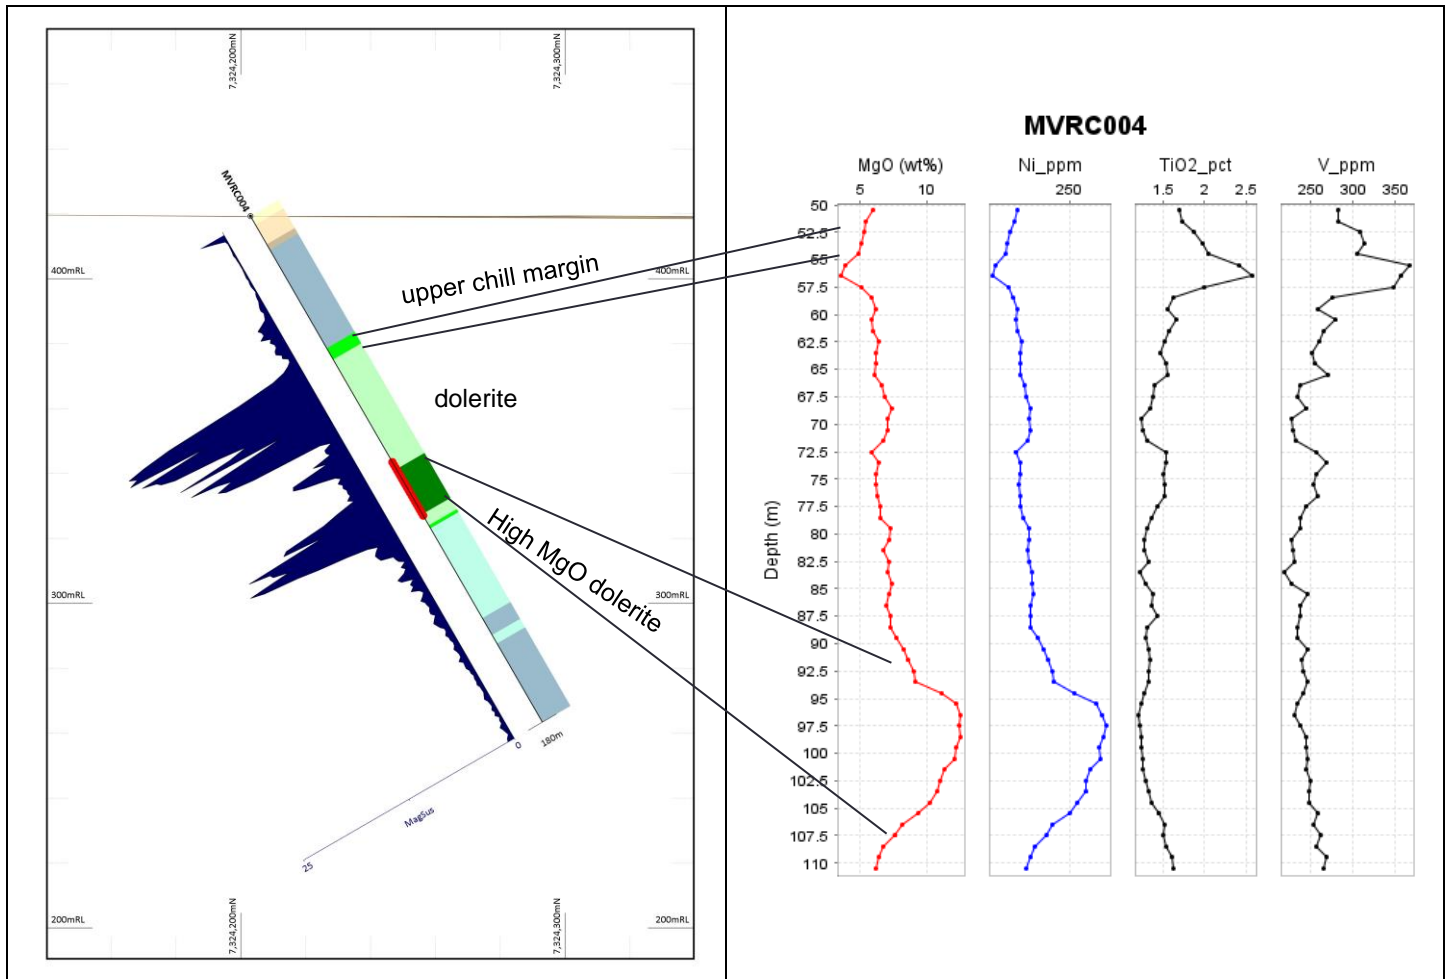 7,324,200mN
7,324,300mN
MVRC004
400mRL
400mRL
upper chill margin
dolerite
High MgO dolerite
300mRL
0
180m
MagSus
25
200mRL
200mRL
7,324,200mN
7,324,300mN
MVRC004
MgO (wt%)
Ni_ppm
TiO2_pct
V_ppm
5 10
250
1.5 2 2.5
250 300 350
Depth (m)
50
52.5
55
57.5
60
62.5
65
67.5
70
72.5
75
77.5
80
82.5
85
87.5
90
92.5
95
97.5
100
102.5
105
107.5
110